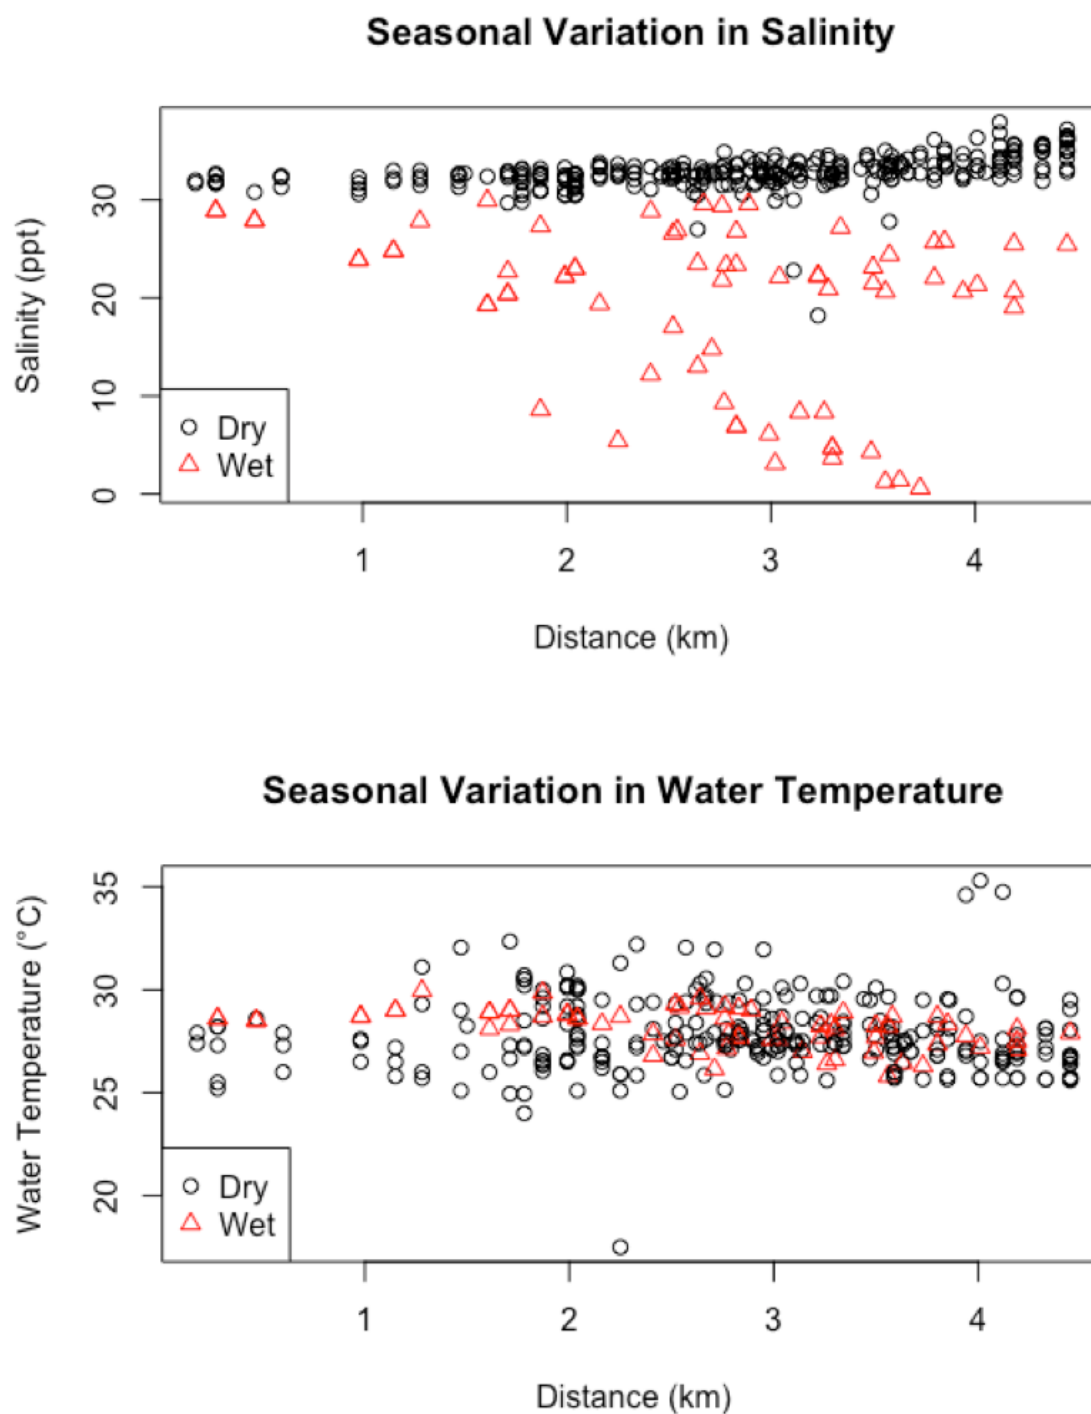 Seasonal Variation in Salinity
Salinity (ppt)
30
20
10
0
Dry
Wet
1 2 3 4
Distance (km)
Seasonal Variation in Water Temperature
Water Temperature (°C)
35
30
25
20
Dry
Wet
1 2 3 4
Distance (km)